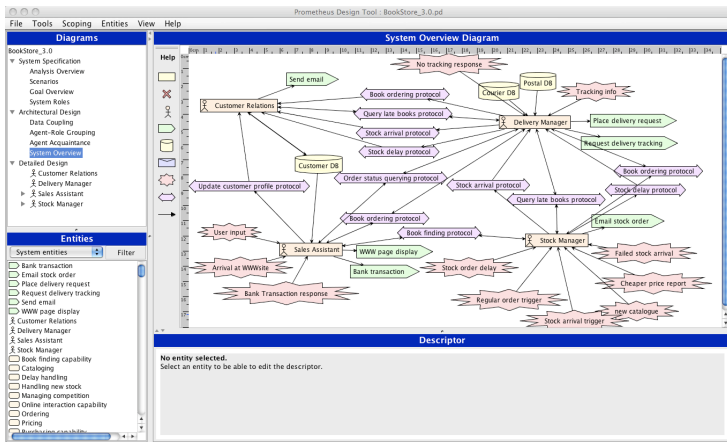 Prometheus Design Tool : BookStore_3.0.pd
File Tools Scoping Entities View Help
Diagrams
BookStore_3.0
System Specification
Analysis Overview
Scenarios
Goal Overview
System Roles
Architectural Design
Data Coupling
Agent-Role Grouping
Agent Acquaintance
System Overview
Detailed Design
Customer Relations
Delivery Manager
Sales Assistant
Stock Manager
Entities
System entities
Filter
Bank transaction
Email stock order
Place delivery request
Request delivery tracking
Send email
WWW page display
Customer Relations
Delivery Manager
Sales Assistant
Stock Manager
Book finding capability
Cataloging
Delay handling
Handling new stock
Managing competition
Online interaction capability
Ordering
Pricing
Purchasing capability
System Overview Diagram
Help
No tracking response
Postal DB
Courier DB
Tracking info
Send email
Book ordering protocol
Customer Relations
Query late books protocol
Delivery Manager
Place delivery request
Stock arrival protocol
Request delivery tracking
Stock delay protocol
Customer DB
Book ordering protocol
Order status querying protocol
Update customer profile protocol
Stock arrival protocol
Stock delay protocol
Query late books protocol
Book ordering protocol
Email stock order
User input
Book finding protocol
Stock Manager
Sales Assistant
WWW page display
Failed stock arrival
Arrival at WWWsite
Bank transaction
Stock order delay
Cheaper price report
Bank Transaction response
Regular order trigger
new catalogue
Stock arrival trigger
Descriptor
No entity selected.
Select an entity to be able to edit the descriptor.